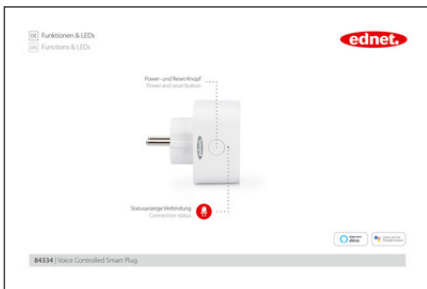 DE Funktionen & LEDs
EN Functions & LEDs
ednet.
Power- und Reset-Knopf
Power and reset button
Statusanzeige Verbindung
Connection status
84334 | Voice Controlled Smart Plug